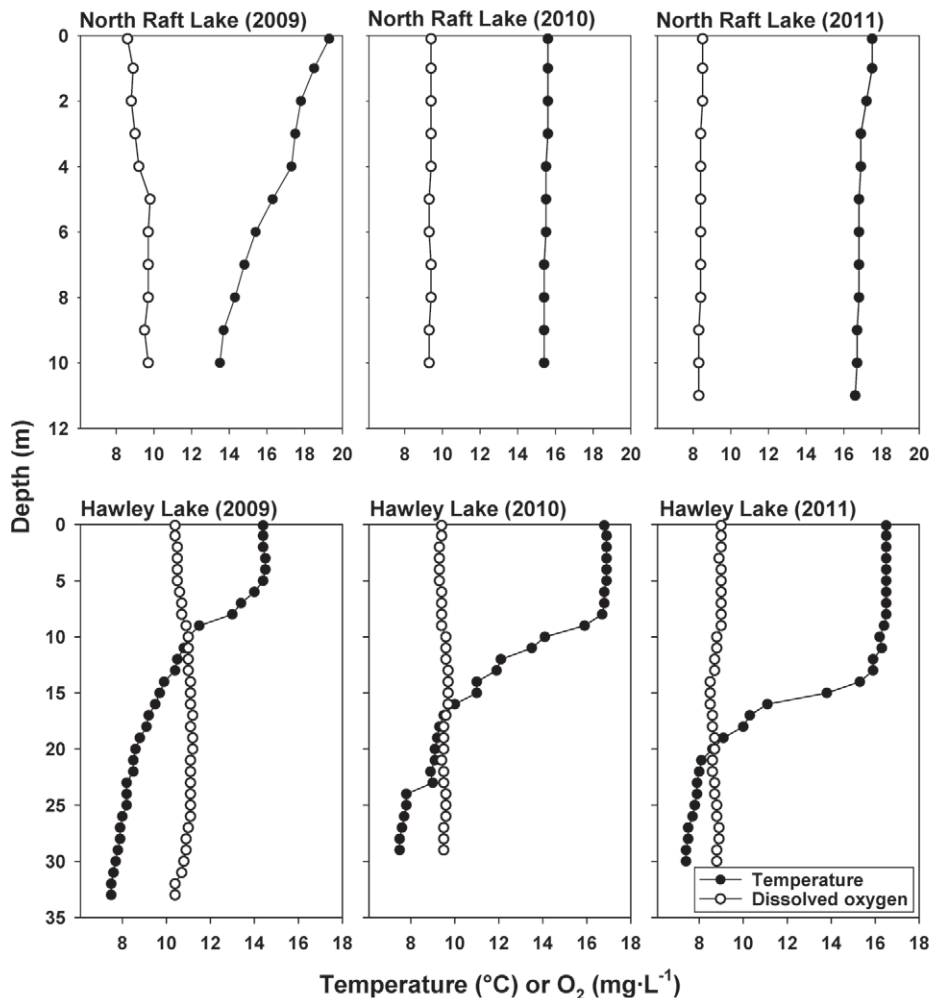 North Raft Lake (2009) North Raft Lake (2010) North Raft Lake (2011)
0
2
4
6
8
10
12
8 10 12 14 16 18 20 8 10 12 14 16 18 20 8 10 12 14 16 18 20
Depth (m)
Hawley Lake (2009) Hawley Lake (2010) Hawley Lake (2011)
0
5
10
15
20
25
30
35
Temperature
Dissolved oxygen
8 10 12 14 16 18 8 10 12 14 16 18 8 10 12 14 16 18
Temperature (°C) or O₂ (mg·L⁻¹)